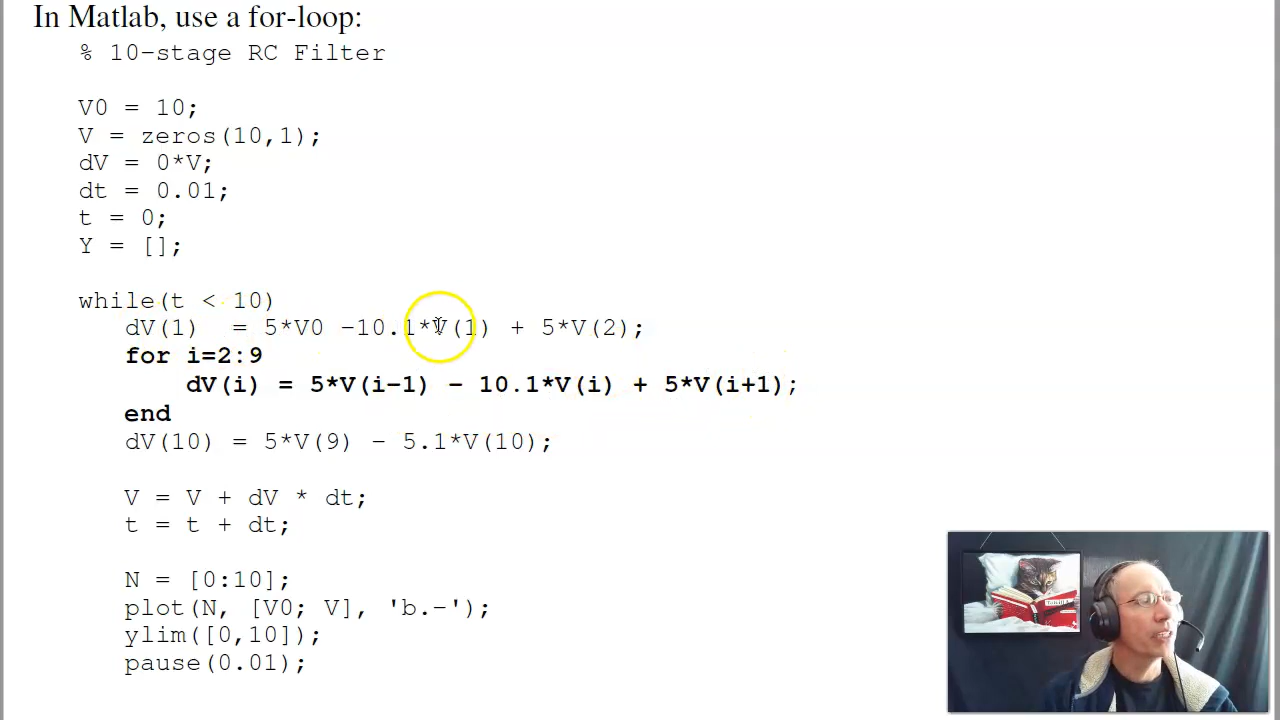 In Matlab, use a for-loop:
% 10-stage RC Filter
V0 = 10;
V = zeros(10,1);
dV = 0*V;
dt = 0.01;
t = 0;
Y = [];
while(t < 10)
dV(1) = 5*V0 -10.1*V(1) + 5*V(2);
for i=2:9
dV(i) = 5*V(i-1) - 10.1*V(i) + 5*V(i+1);
end
dV(10) = 5*V(9) - 5.1*V(10);
V = V + dV * dt;
t = t + dt;
N = [0:10];
plot(N, [V0; V], 'b.-');
ylim([0,10]);
pause(0.01);